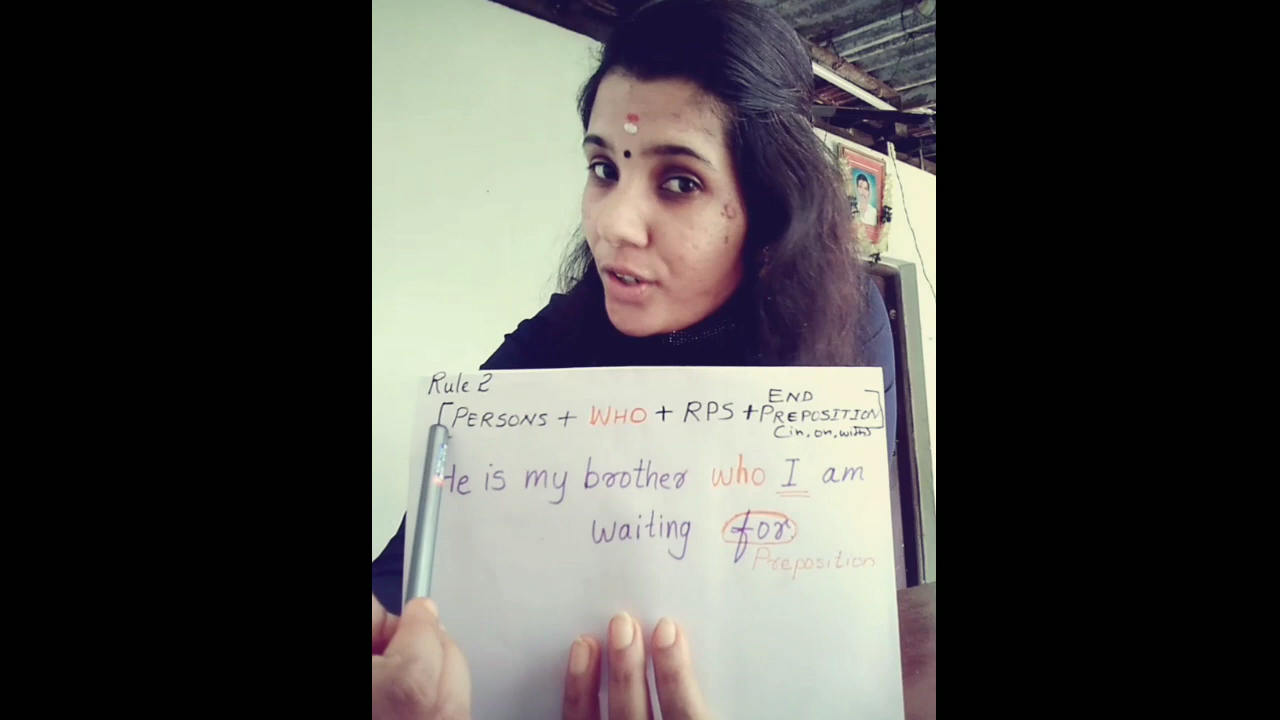 Rule 2
END
[PERSONS + WHO + RPS + PREPOSITION]
(in, on, with)
He is my brother who I am
waiting for.
Preposition